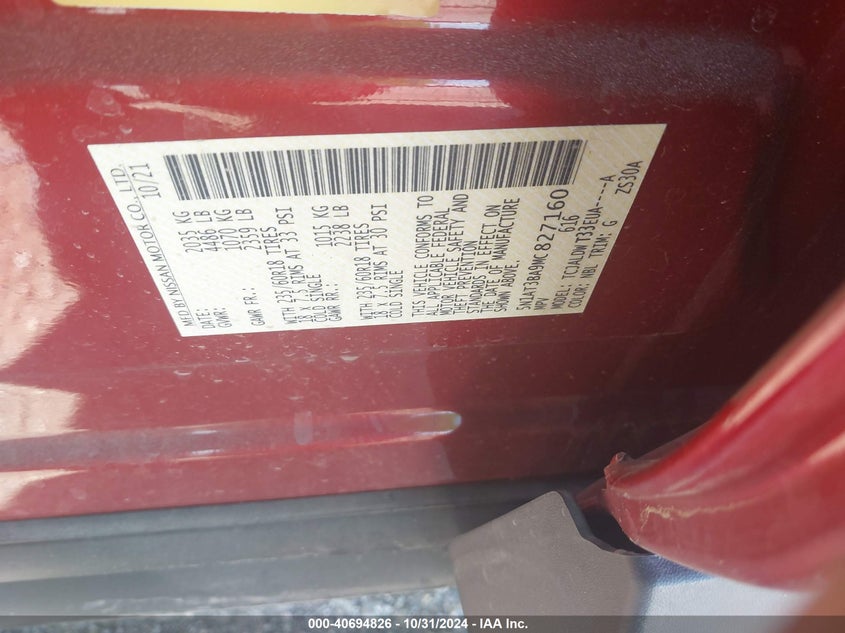 MFD BY NISSAN MOTOR CO., LTD.
DATE: 10/21
GVWR: 2035 KG
4486 LB
GAWR FR.: 1070 KG
2359 LB
WITH 235/60R18 TIRES
18 X 7.5 RIMS AT 33 PSI
COLD SINGLE
GAWR RR.: 1015 KG
2238 LB
WITH 235/60R18 TIRES
18 X 7.5 RIMS AT 30 PSI
COLD SINGLE
THIS VEHICLE CONFORMS TO
ALL APPLICABLE FEDERAL
MOTOR VEHICLE SAFETY AND
THEFT PREVENTION
STANDARDS IN EFFECT ON
THE DATE OF MANUFACTURE
SHOWN ABOVE.
5N1AT3BA9MC827160
MPV 616
MODEL: TCJALDW T33EUA----A
COLOR: NBL TRIM: G ZS30A
000-40694826 - 10/31/2024 - IAA Inc.